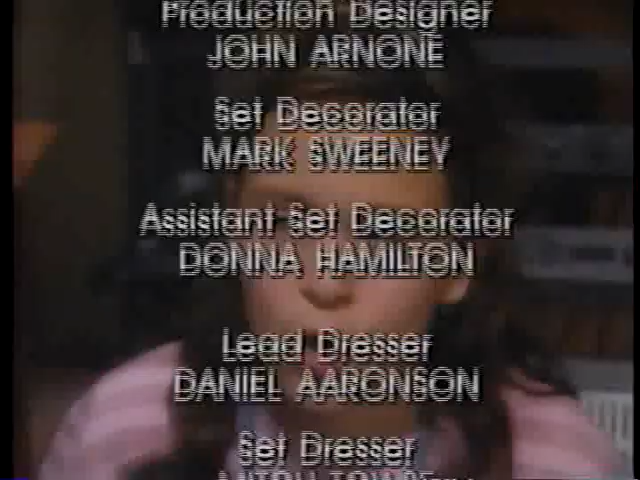 Production Designer
JOHN ARNONE
Set Decorator
MARK SWEENEY
Assistant Set Decorator
DONNA HAMILTON
Lead Dresser
DANIEL AARONSON
Set Dresser